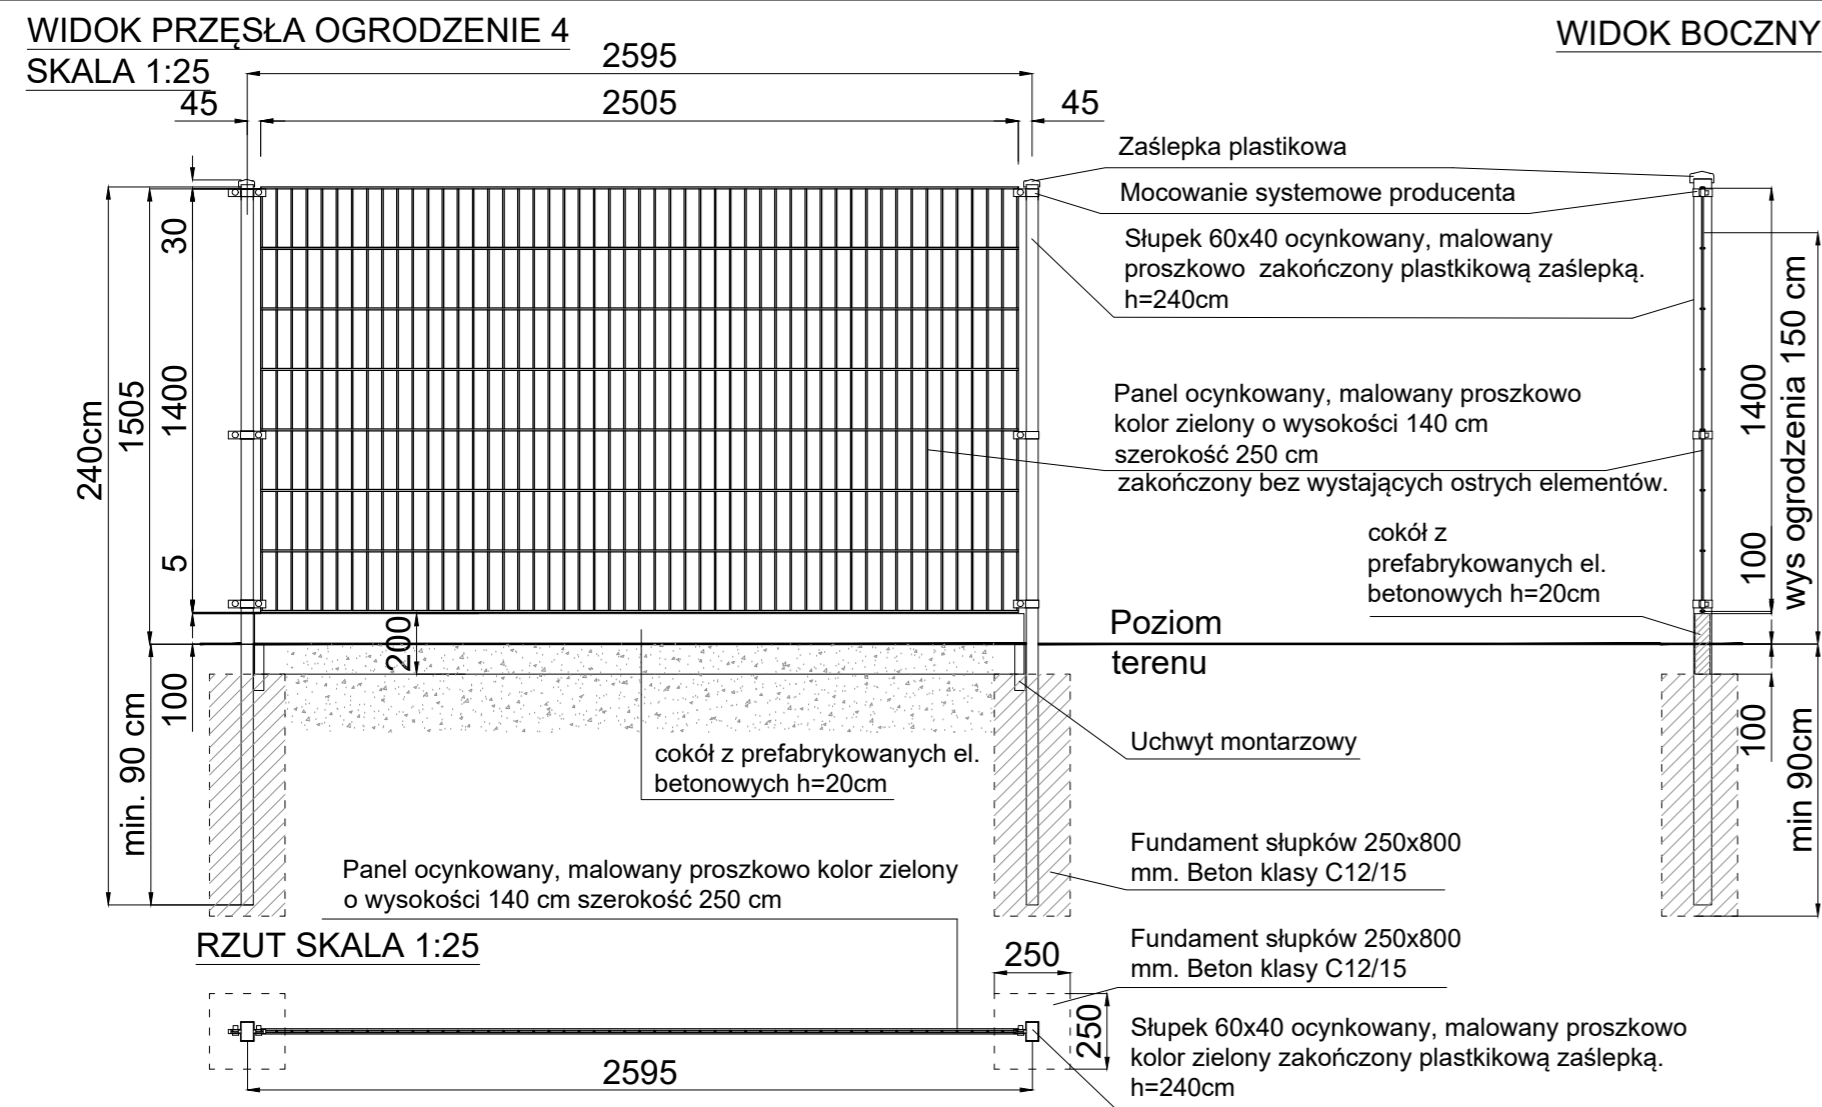 WIDOK PRZĘSŁA OGRODZENIE 4
SKALA 1:25
WIDOK BOCZNY
2595
45
2505
45
Zaślepka plastikowa
Mocowanie systemowe producenta
Słupek 60x40 ocynkowany, malowany
proszkowo zakończony plastkikową zaślepką.
h=240cm
Panel ocynkowany, malowany proszkowo
kolor zielony o wysokości 140 cm
szerokość 250 cm
zakończony bez wystających ostrych elementów.
cokół z
prefabrykowanych el.
betonowych h=20cm
240cm
1505
30
1400
5
100
min. 90 cm
200
Poziom
terenu
1400
100
wys ogrodzenia 150 cm
100
min 90cm
cokół z prefabrykowanych el.
betonowych h=20cm
Uchwyt montarzowy
Fundament słupków 250x800
mm. Beton klasy C12/15
Panel ocynkowany, malowany proszkowo kolor zielony
o wysokości 140 cm szerokość 250 cm
RZUT SKALA 1:25
250
250
Fundament słupków 250x800
mm. Beton klasy C12/15
Słupek 60x40 ocynkowany, malowany proszkowo
kolor zielony zakończony plastkikową zaślepką.
h=240cm
2595